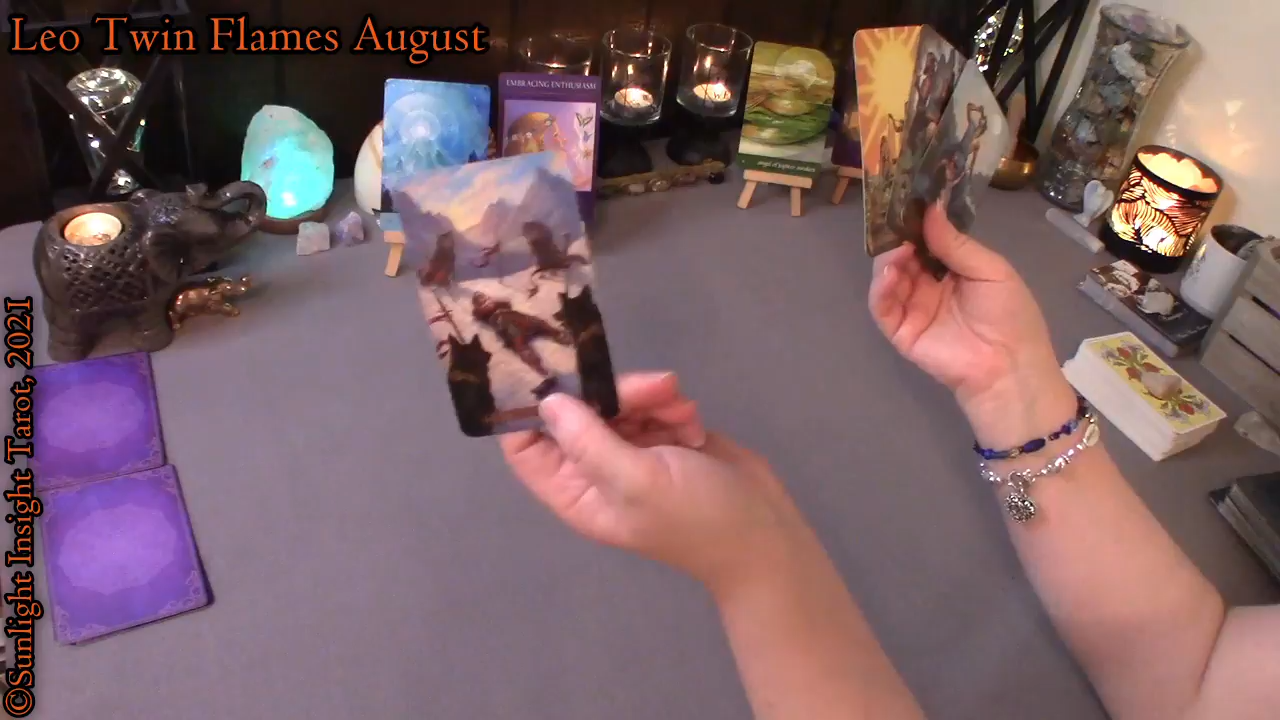 Leo Twin Flames August
EMBRACING ENTHUSIASM
©Sunlight Insight Tarot, 2021